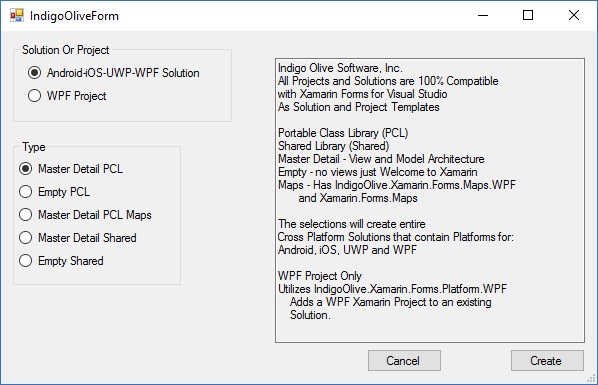 IndigoOliveForm
Solution Or Project
Android-iOS-UWP-WPF Solution
WPF Project
Type
Master Detail PCL
Empty PCL
Master Detail PCL Maps
Master Detail Shared
Empty Shared
Indigo Olive Software, Inc.
All Projects and Solutions are 100% Compatible
with Xamarin Forms for Visual Studio
As Solution and Project Templates
Portable Class Library (PCL)
Shared Library (Shared)
Master Detail - View and Model Architecture
Empty - no views just Welcome to Xamarin
Maps - Has IndigoOlive.Xamarin.Forms.Maps.WPF
and Xamarin.Forms.Maps
The selections will create entire
Cross Platform Solutions that contain Platforms for:
Android, iOS, UWP and WPF
WPF Project Only
Utilizes IndigoOlive.Xamarin.Forms.Platform.WPF
Adds a WPF Xamarin Project to an existing
Solution.
Cancel
Create